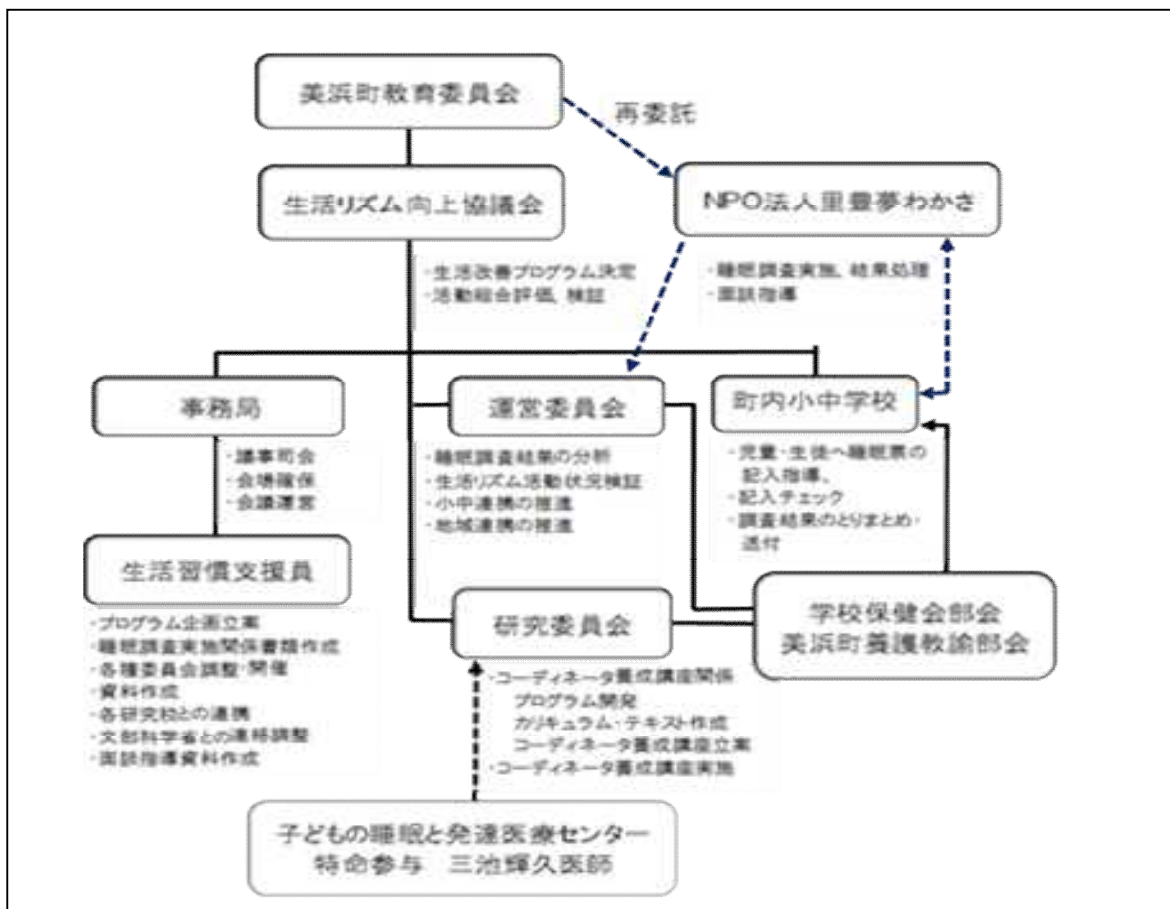 美浜町教育委員会
再委託
生活リズム向上協議会
NPO法人里豊夢わかさ
・生活改善プログラム決定
・活動総合評価、検証
・睡眠調査実施、結果処理
・面談指導
事務局
・議事司会
・会場確保
・会議運営
運営委員会
・睡眠調査結果の分析
・生活リズム活動状況検証
・小中連携の推進
・地域連携の推進
町内小中学校
・児童・生徒へ睡眠票の
記入指導、
・記入チェック
・調査結果のとりまとめ・
送付
生活習慣支援員
・プログラム企画立案
・睡眠調査実施関係書類作成
・各種委員会調整・開催
・資料作成
・各研究校との連携
・文部科学省との連絡調整
・面談指導資料作成
研究委員会
・コーディネータ養成講座関係
プログラム開発
カリキュラム・テキスト作成
コーディネータ養成講座立案
・コーディネータ養成講座実施
学校保健会部会
美浜町養護教諭部会
子どもの睡眠と発達医療センター
特命参与　三池輝久医師